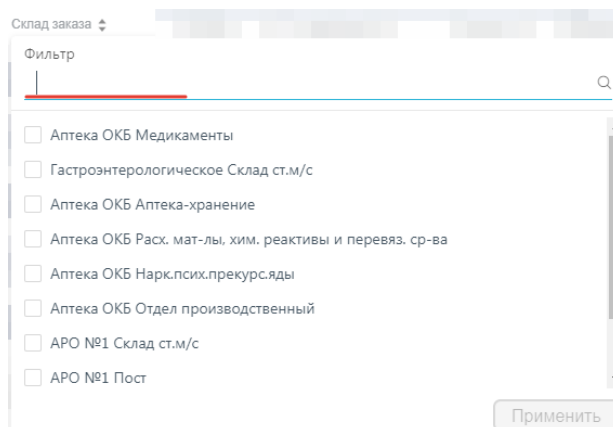 Склад заказа
Фильтр
Аптека ОКБ Медикаменты
Гастроэнтерологическое Склад ст.м/с
Аптека ОКБ Аптека-хранение
Аптека ОКБ Расх. мат-лы, хим. реактивы и перевяз. ср-ва
Аптека ОКБ Нарк.псих.прекурс.яды
Аптека ОКБ Отдел производственный
АРО №1 Склад ст.м/с
АРО №1 Пост
Применить